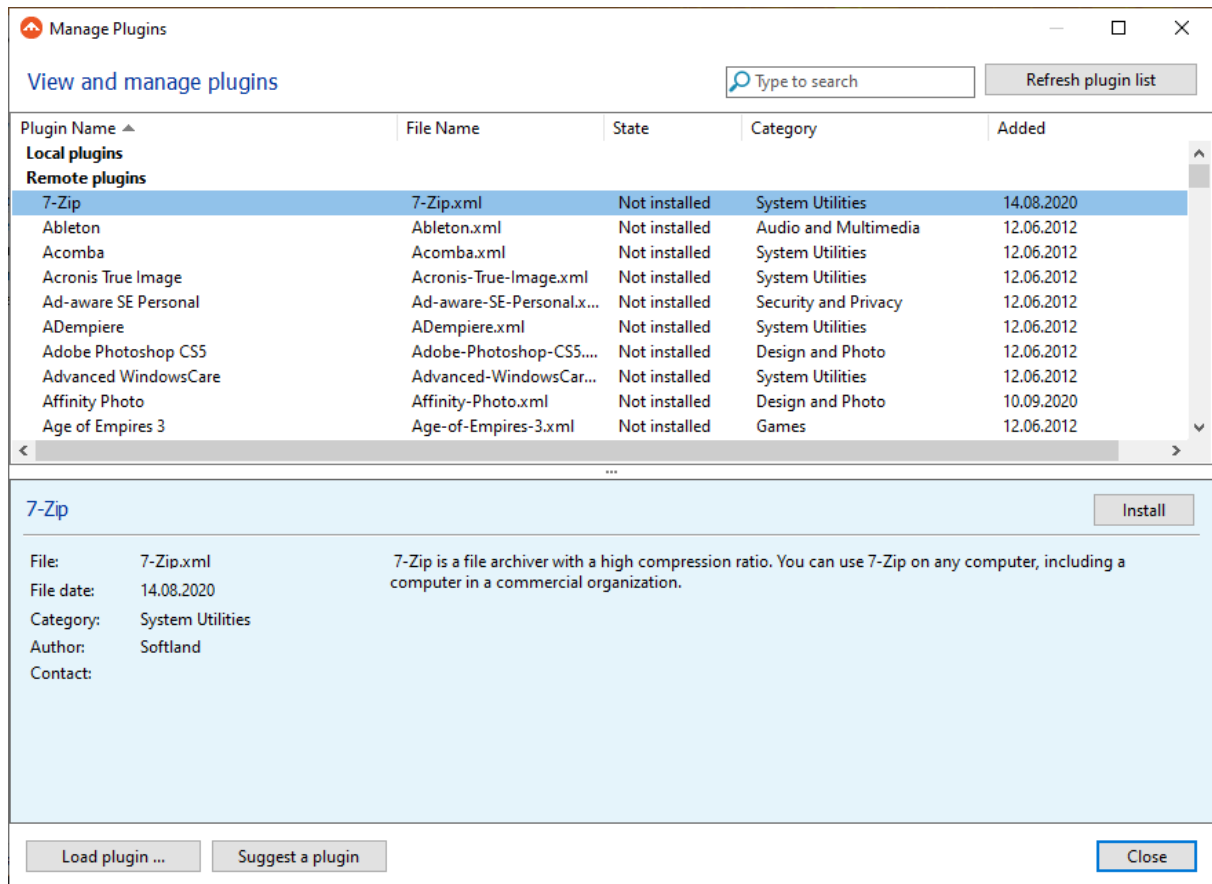 Manage Plugins
View and manage plugins
Type to search
Refresh plugin list
Plugin Name File Name State Category Added
Local plugins
Remote plugins
7-Zip 7-Zip.xml Not installed System Utilities 14.08.2020
Ableton Ableton.xml Not installed Audio and Multimedia 12.06.2012
Acomba Acomba.xml Not installed System Utilities 12.06.2012
Acronis True Image Acronis-True-Image.xml Not installed System Utilities 12.06.2012
Ad-aware SE Personal Ad-aware-SE-Personal.x... Not installed Security and Privacy 12.06.2012
ADempiere ADempiere.xml Not installed System Utilities 12.06.2012
Adobe Photoshop CS5 Adobe-Photoshop-CS5.... Not installed Design and Photo 12.06.2012
Advanced WindowsCare Advanced-WindowsCar... Not installed System Utilities 12.06.2012
Affinity Photo Affinity-Photo.xml Not installed Design and Photo 10.09.2020
Age of Empires 3 Age-of-Empires-3.xml Not installed Games 12.06.2012
7-Zip
Install
File: 7-Zip.xml
File date: 14.08.2020
Category: System Utilities
Author: Softland
Contact:
7-Zip is a file archiver with a high compression ratio. You can use 7-Zip on any computer, including a
computer in a commercial organization.
Load plugin ... Suggest a plugin Close